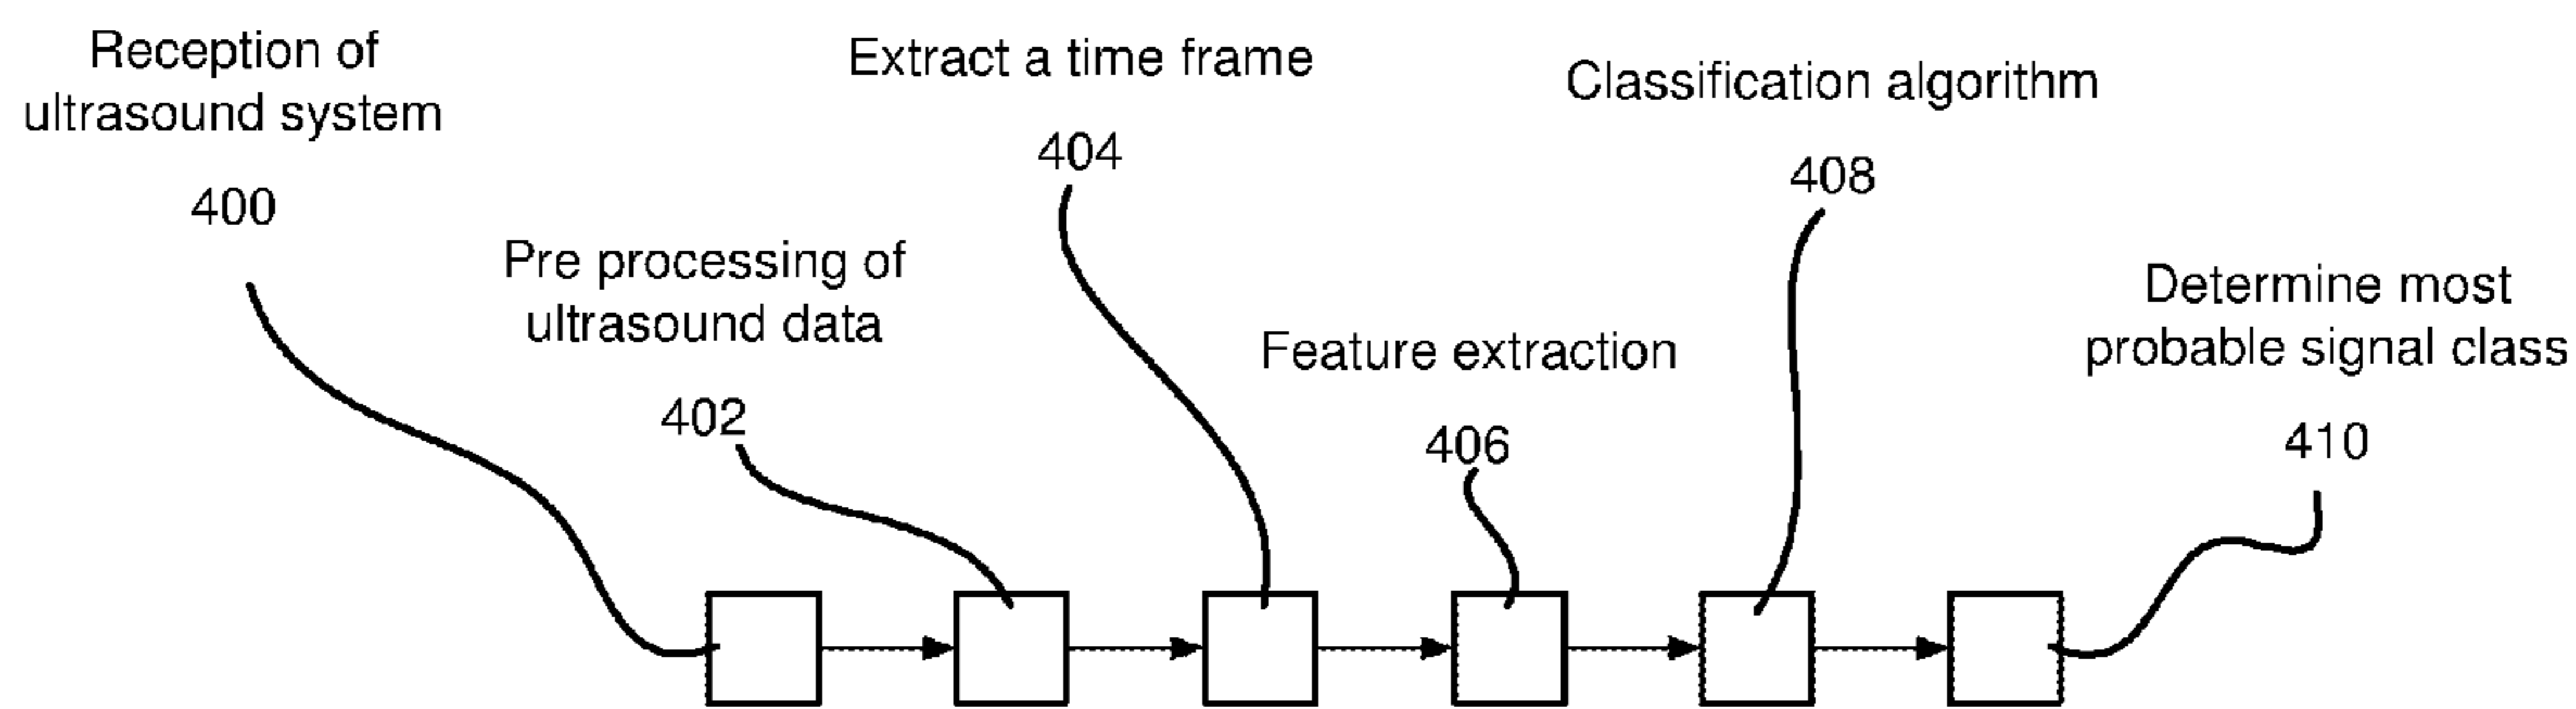 Reception of
ultrasound system
400
Pre processing of
ultrasound data
402
Extract a time frame
404
Feature extraction
406
Classification algorithm
408
Determine most
probable signal class
410